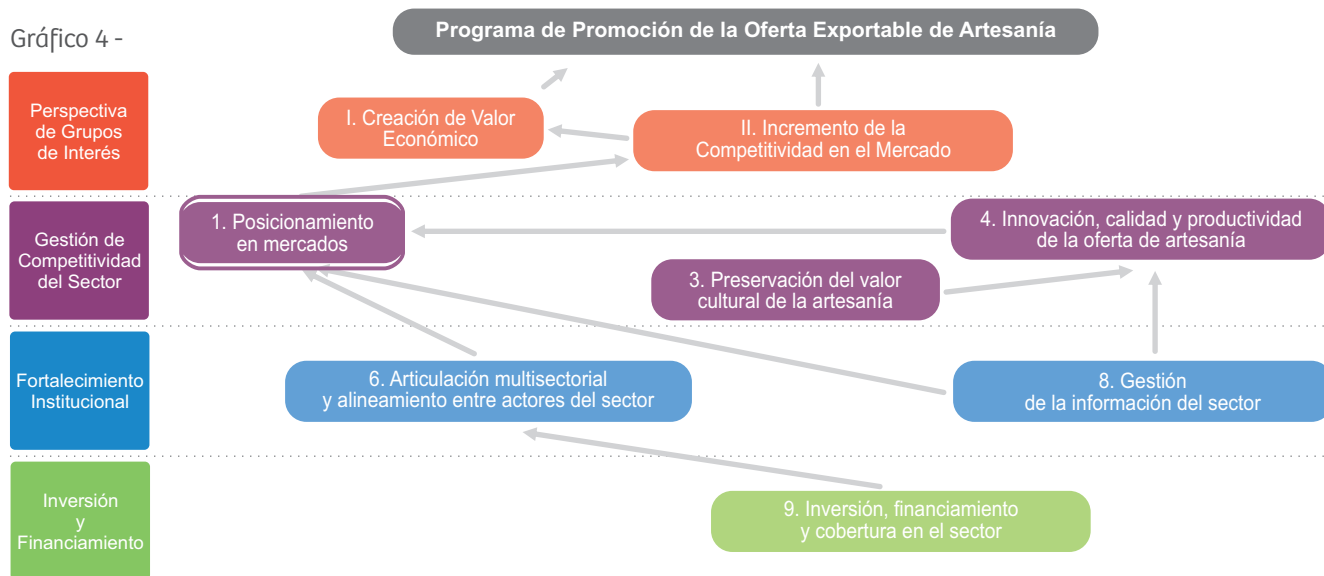 Gráfico 4 -
Programa de Promoción de la Oferta Exportable de Artesanía
Perspectiva
de Grupos
de Interés
I. Creación de Valor
Económico
II. Incremento de la
Competitividad en el Mercado
Gestión de
Competitividad
del Sector
1. Posicionamiento
en mercados
4. Innovación, calidad y productividad
de la oferta de artesanía
3. Preservación del valor
cultural de la artesanía
Fortalecimiento
Institucional
6. Articulación multisectorial
y alineamiento entre actores del sector
8. Gestión
de la información del sector
Inversión
y
Financiamiento
9. Inversión, financiamiento
y cobertura en el sector